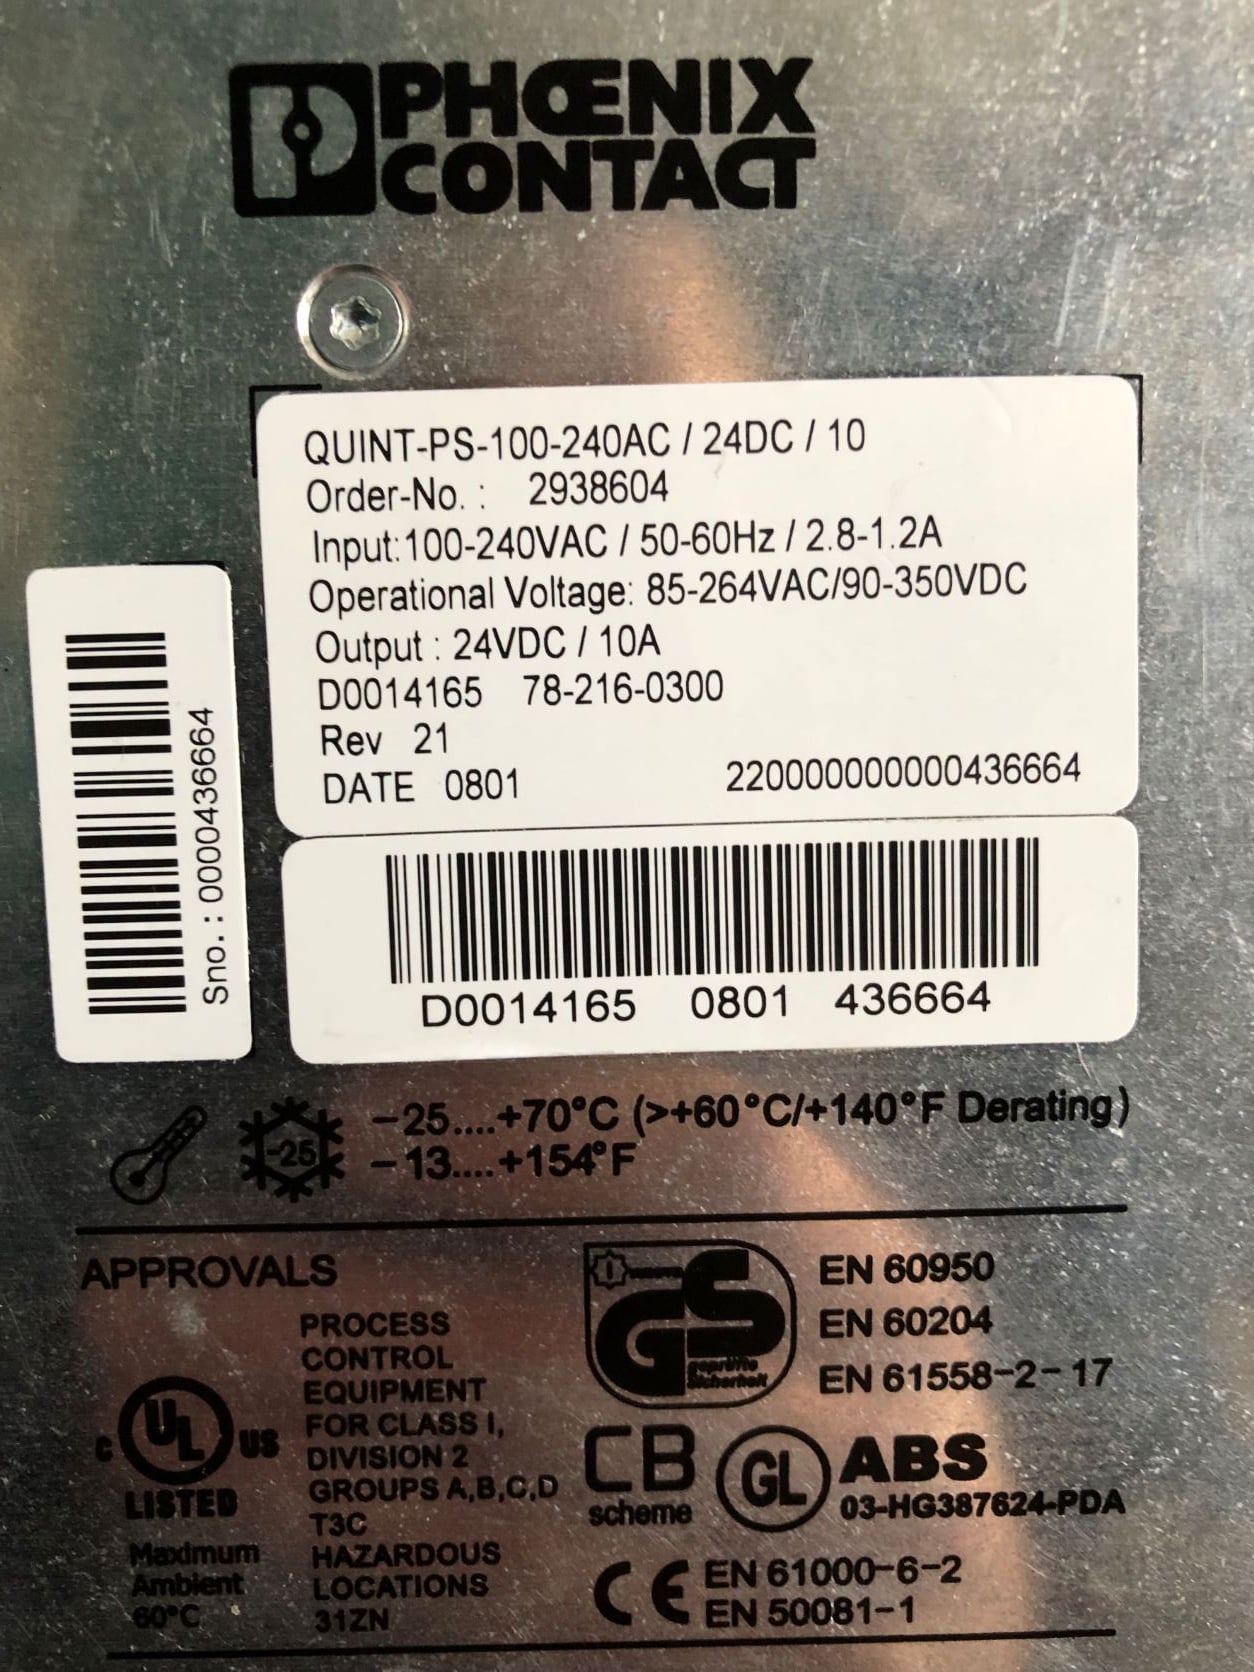 PHŒNIX
CONTACT
QUINT-PS-100-240AC / 24DC / 10
Order-No. : 2938604
Input:100-240VAC / 50-60Hz / 2.8-1.2A
Operational Voltage: 85-264VAC/90-350VDC
Output : 24VDC / 10A
D0014165 78-216-0300
Rev 21
DATE 0801 220000000000436664
Sno. : 0000436664
D0014165 0801 436664
-25
-25....+70°C (>+60°C/+140°F Derating)
-13....+154°F
APPROVALS
C UL US
LISTED
Maximum
Ambient
60°C
PROCESS
CONTROL
EQUIPMENT
FOR CLASS I,
DIVISION 2
GROUPS A,B,C,D
T3C
HAZARDOUS
LOCATIONS
31ZN
GS
geprüfte
Sicherheit
EN 60950
EN 60204
EN 61558-2-17
CB
scheme
GL
ABS
03-HG387624-PDA
CE
EN 61000-6-2
EN 50081-1